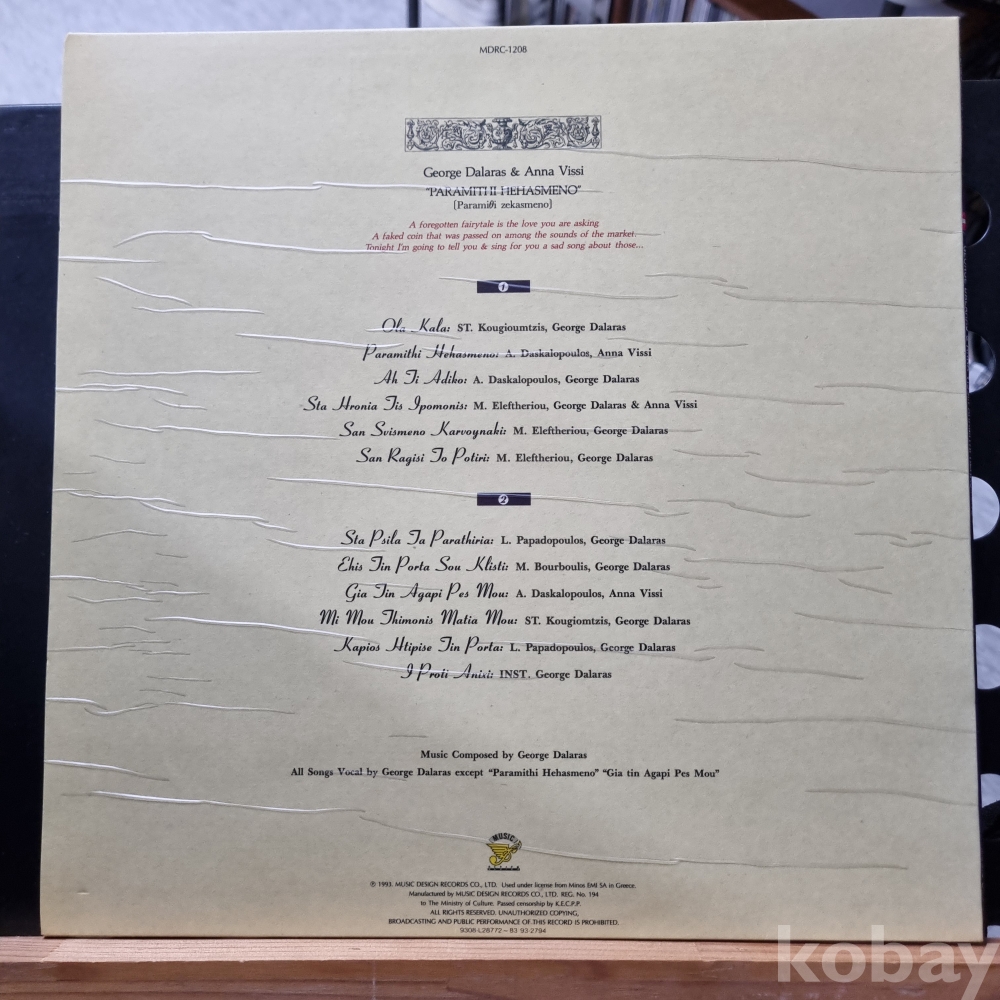 MDRC-1208
George Dalaras & Anna Vissi
"PARAMITHI HEHASMENO"
[Paramiθi zekasmeno]
A foregotten fairytale is the love you are asking
A faked coin that was passed on among the sounds of the market.
Tonight I'm going to tell you & sing for you a sad song about those...
1
Ola Kala: ST. Kougioumtzis, George Dalaras
Paramithi Hehasmeno: A. Daskalopoulos, Anna Vissi
Ah Ti Adiko: A. Daskalopoulos, George Dalaras
Sta Hronia Tis Ipomonis: M. Eleftheriou, George Dalaras & Anna Vissi
San Svismeno Karvoynaki: M. Eleftheriou, George Dalaras
San Ragisi To Potiri: M. Eleftheriou, George Dalaras
2
Sta Psila Ta Parathiria: L. Papadopoulos, George Dalaras
Ehis Tin Porta Sou Klisti: M. Bourboulis, George Dalaras
Gia Tin Agapi Pes Mou: A. Daskalopoulos, Anna Vissi
Mi Mou Thimonis Matia Mou: ST. Kougiomtzis, George Dalaras
Kapios Htipise Tin Porta: L. Papadopoulos, George Dalaras
I Proti Anixi: INST. George Dalaras
Music Composed by George Dalaras
All Songs Vocal by George Dalaras except "Paramithi Hehasmeno" "Gia tin Agapi Pes Mou"
MUSIC
℗ 1993. MUSIC DESIGN RECORDS CO., LTD. Used under license from Minos EMI SA in Greece.
Manufactured by MUSIC DESIGN RECORDS CO., LTD. REG. No. 194
to The Ministry of Culture. Passed censorship by K.E.C.P.P.
ALL RIGHTS RESERVED. UNAUTHORIZED COPYING,
BROADCASTING AND PUBLIC PERFORMANCE OF THIS RECORD IS PROHIBITED.
9308-L28772-83 93-2794
kobay